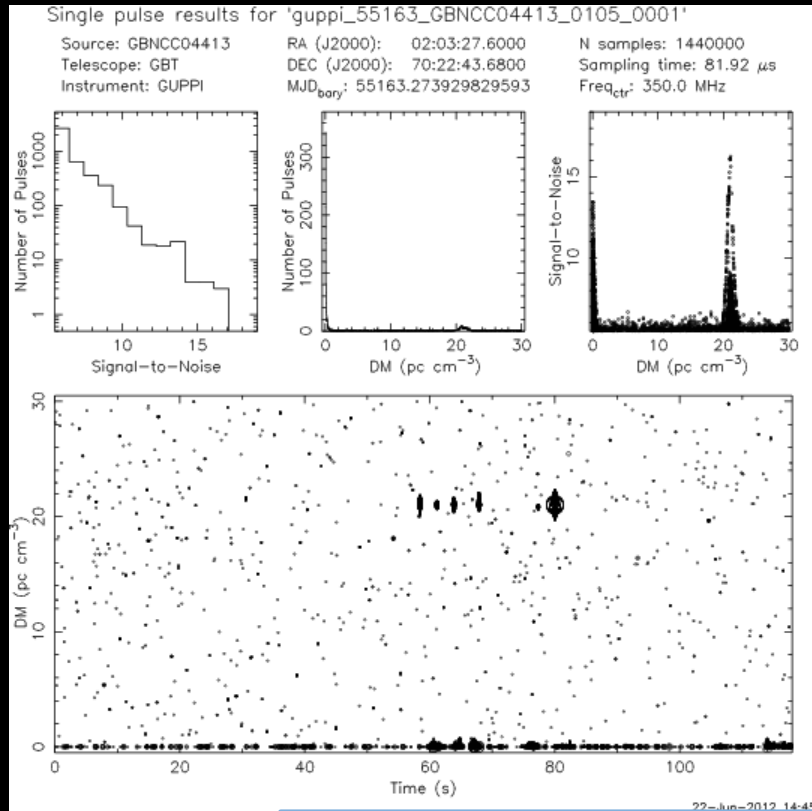 Single pulse results for 'guppi_55163_GBNCC04413_0105_0001'
Source: GBNCC04413
RA (J2000): 02:03:27.6000
N samples: 1440000
Telescope: GBT
DEC (J2000): 70:22:43.6800
Sampling time: 81.92 μs
Instrument: GUPPI
MJDbary: 55163.273929829593
Freqctr: 350.0 MHz
Number of Pulses
1 10 100 1000
10 15
Signal-to-Noise
Number of Pulses
0 100 200 300
0 10 20 30
DM (pc cm-3)
Signal-to-Noise
10 15
0 10 20 30
DM (pc cm-3)
DM (pc cm-3)
0 10 20 30
0 20 40 60 80 100
Time (s)